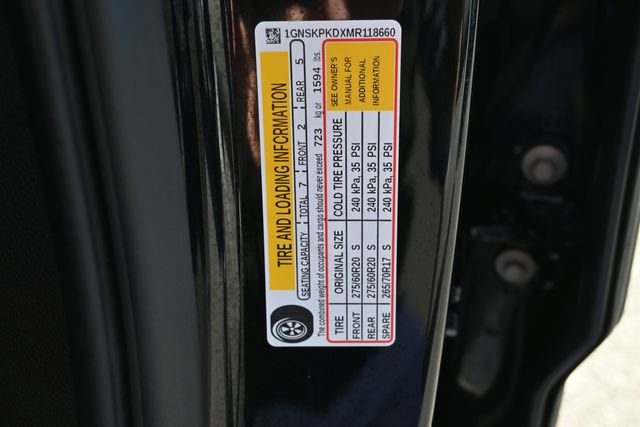 1GNSKPKDXMR118660
TIRE AND LOADING INFORMATION
SEATING CAPACITY TOTAL 7 FRONT 2 REAR 5
The combined weight of occupants and cargo should never exceed 723 kg or 1594 lbs.
TIRE ORIGINAL SIZE COLD TIRE PRESSURE
FRONT 275/60R20 S 240 kPa, 35 PSI
REAR 275/60R20 S 240 kPa, 35 PSI
SPARE 265/70R17 S 240 kPa, 35 PSI
SEE OWNER'S
MANUAL FOR
ADDITIONAL
INFORMATION